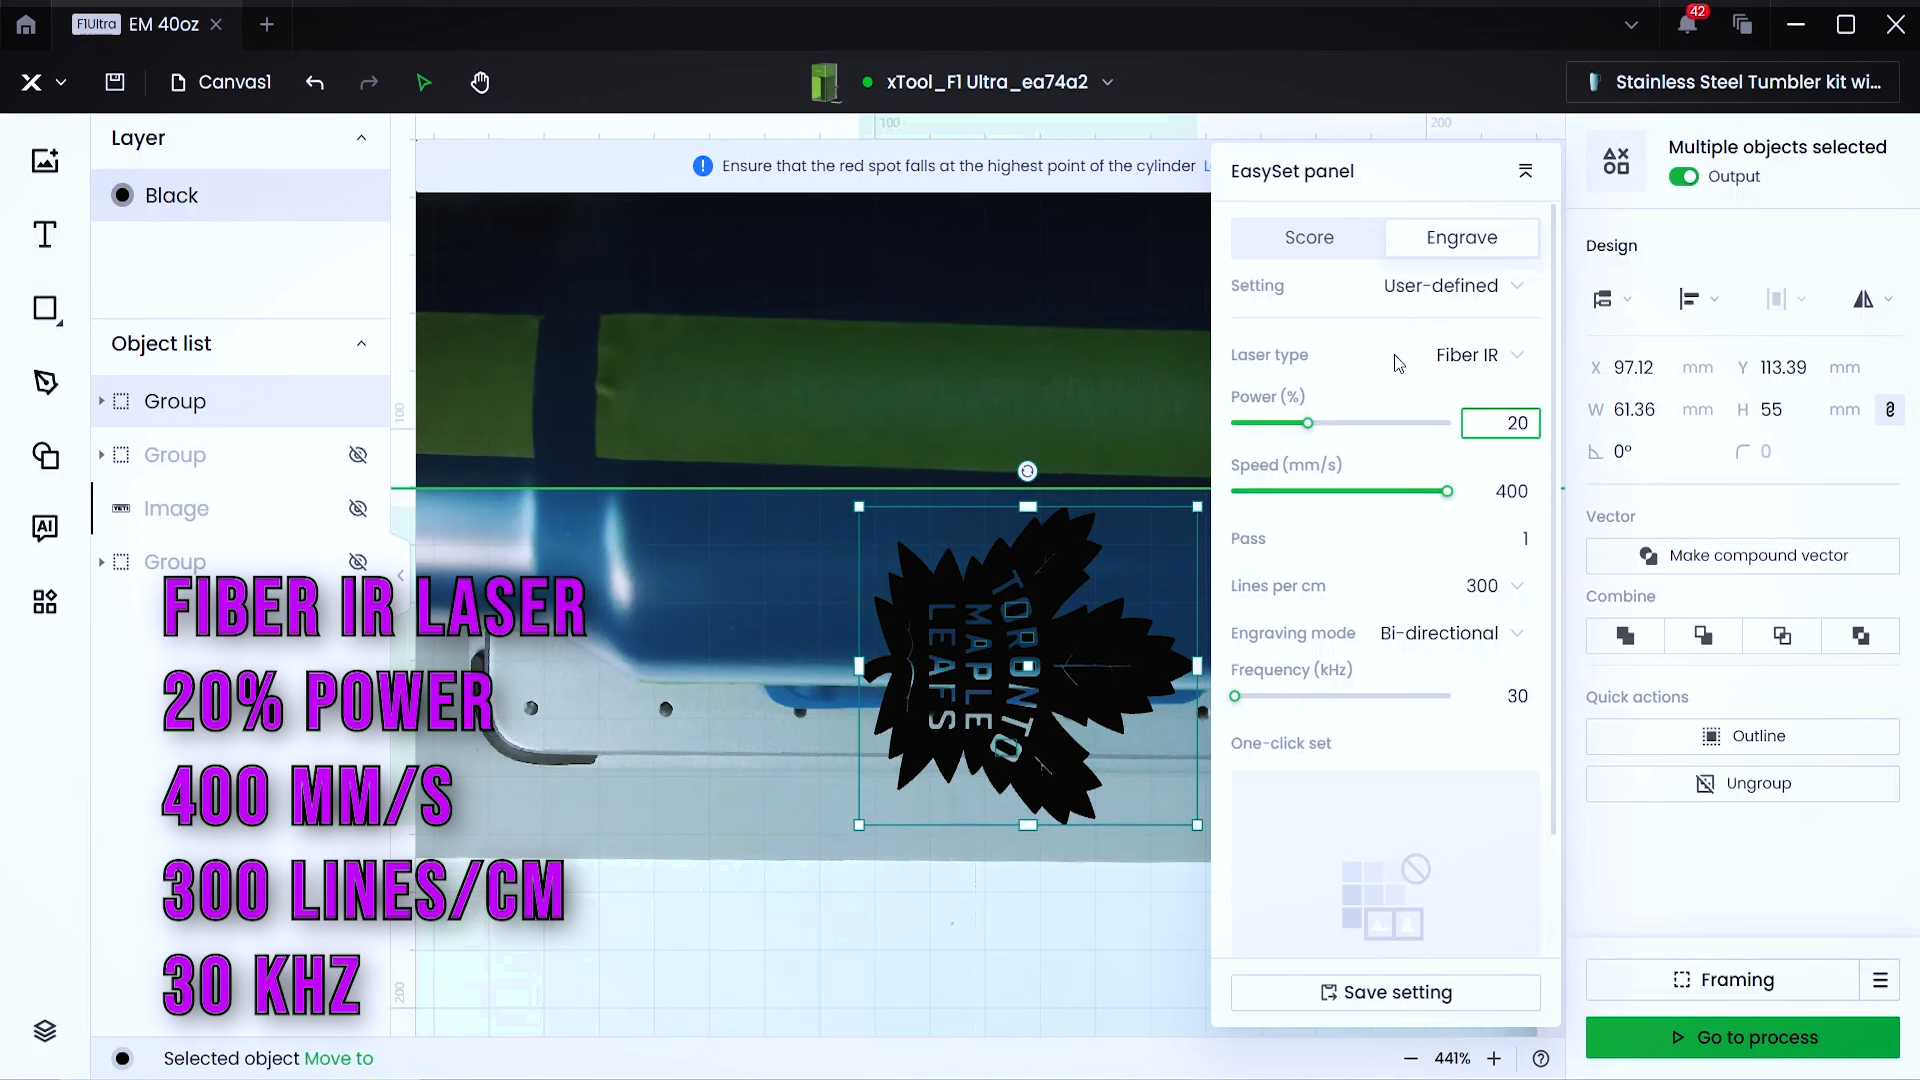 F1Ultra EM 40oz
42
Canvas1
xTool_F1 Ultra_ea74a2
Stainless Steel Tumbler kit wi...
Layer
Black
Object list
Group
Group
YETI Image
Group
100
200
100
200
Ensure that the red spot falls at the highest point of the cylinder
TORONTO
MAPLE
LEAFS
FIBER IR LASER
20% POWER
400 MM/S
300 LINES/CM
30 KHZ
EasySet panel
Score Engrave
Setting User-defined
Laser type Fiber IR
Power (%)
20
Speed (mm/s)
400
Pass 1
Lines per cm 300
Engraving mode Bi-directional
Frequency (kHz)
30
One-click set
Save setting
Multiple objects selected
Output
Design
X 97.12 mm Y 113.39 mm
W 61.36 mm H 55 mm
0° 0
Vector
Make compound vector
Combine
Quick actions
Outline
Ungroup
Framing
Go to process
Selected object Move to
441%
AI